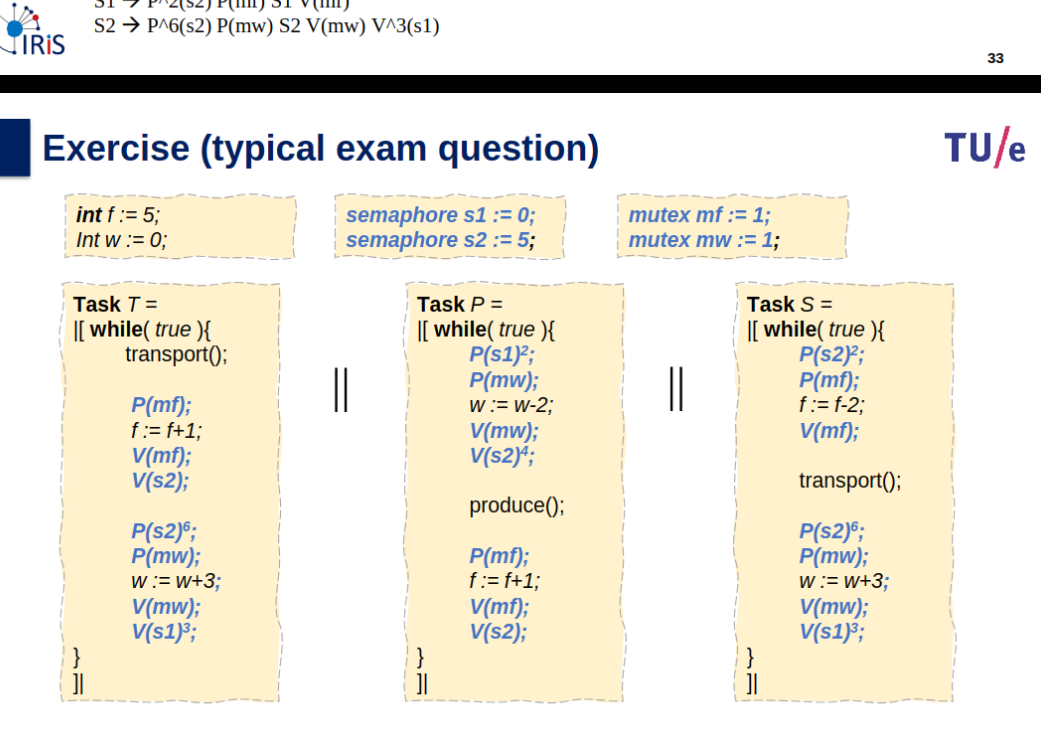 S1 → P^2(s2) P(mf) S1 V(mf)
S2 → P^6(s2) P(mw) S2 V(mw) V^3(s1)
IRiS
33
Exercise (typical exam question)
TU/e
int f := 5;
Int w := 0;
semaphore s1 := 0;
semaphore s2 := 5;
mutex mf := 1;
mutex mw := 1;
Task T =
|[ while( true ){
transport();
P(mf);
f := f+1;
V(mf);
V(s2);
P(s2)⁶;
P(mw);
w := w+3;
V(mw);
V(s1)³;
}
]|
||
Task P =
|[ while( true ){
P(s1)²;
P(mw);
w := w-2;
V(mw);
V(s2)⁴;
produce();
P(mf);
f := f+1;
V(mf);
V(s2);
}
]|
||
Task S =
|[ while( true ){
P(s2)²;
P(mf);
f := f-2;
V(mf);
transport();
P(s2)⁶;
P(mw);
w := w+3;
V(mw);
V(s1)³;
}
]|